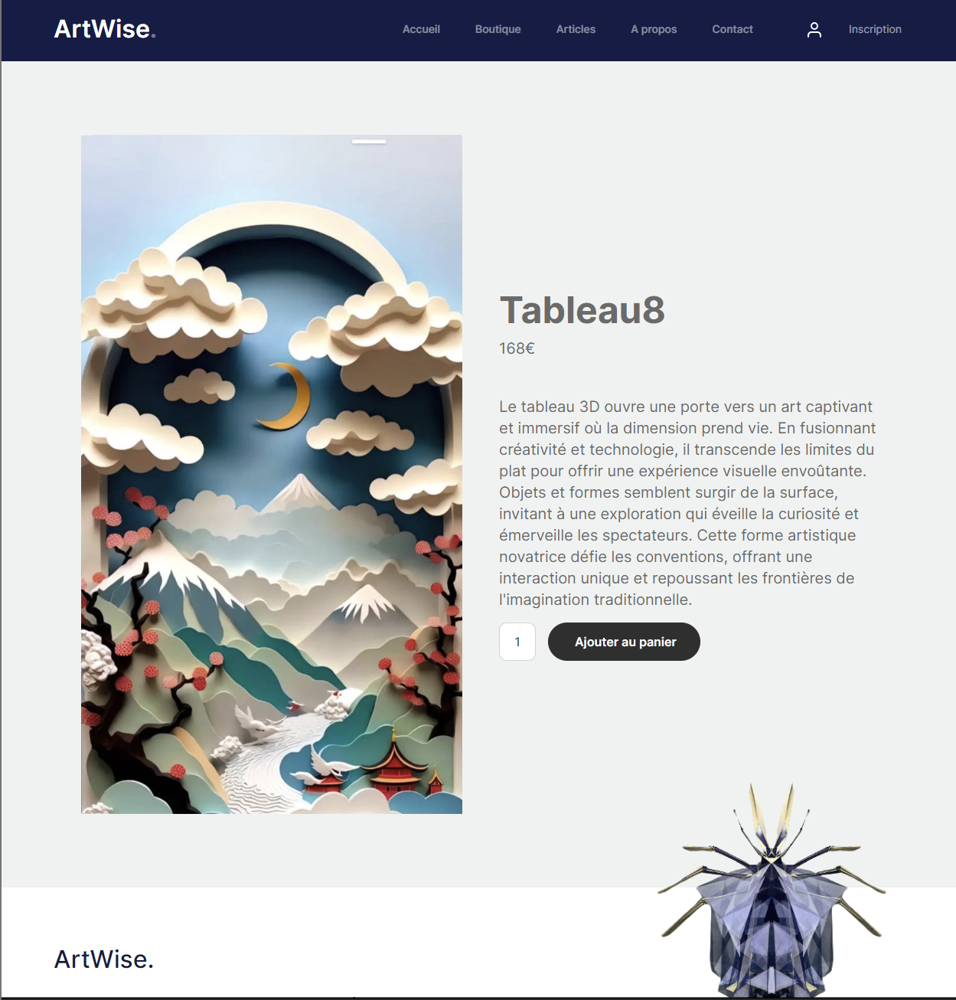 ArtWise.
Accueil Boutique Articles A propos Contact Inscription
Tableau8
168€
Le tableau 3D ouvre une porte vers un art captivant
et immersif où la dimension prend vie. En fusionnant
créativité et technologie, il transcende les limites du
plat pour offrir une expérience visuelle envoûtante.
Objets et formes semblent surgir de la surface,
invitant à une exploration qui éveille la curiosité et
émerveille les spectateurs. Cette forme artistique
novatrice défie les conventions, offrant une
interaction unique et repoussant les frontières de
l'imagination traditionnelle.
1 Ajouter au panier
ArtWise.